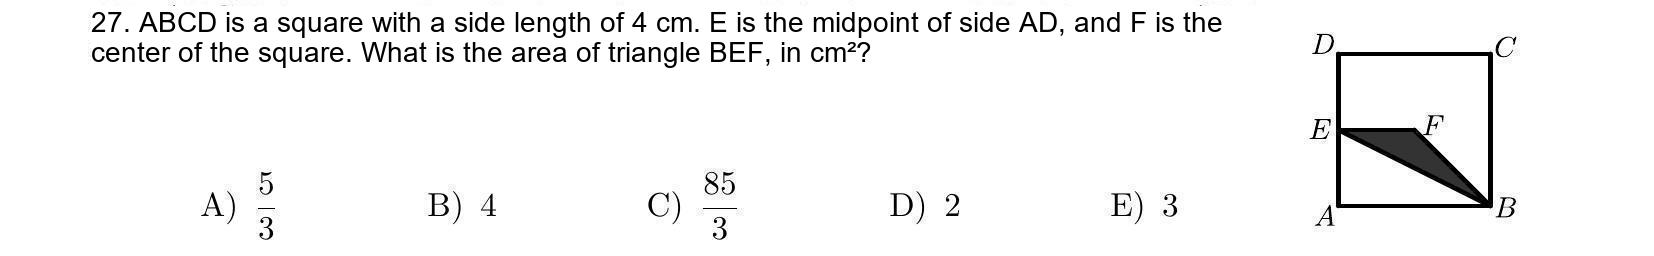 27. ABCD is a square with a side length of 4 cm. E is the midpoint of side AD, and F is the
center of the square. What is the area of triangle BEF, in cm²?
D
C
E
F
A
B
A) 5/3
B) 4
C) 85/3
D) 2
E) 3